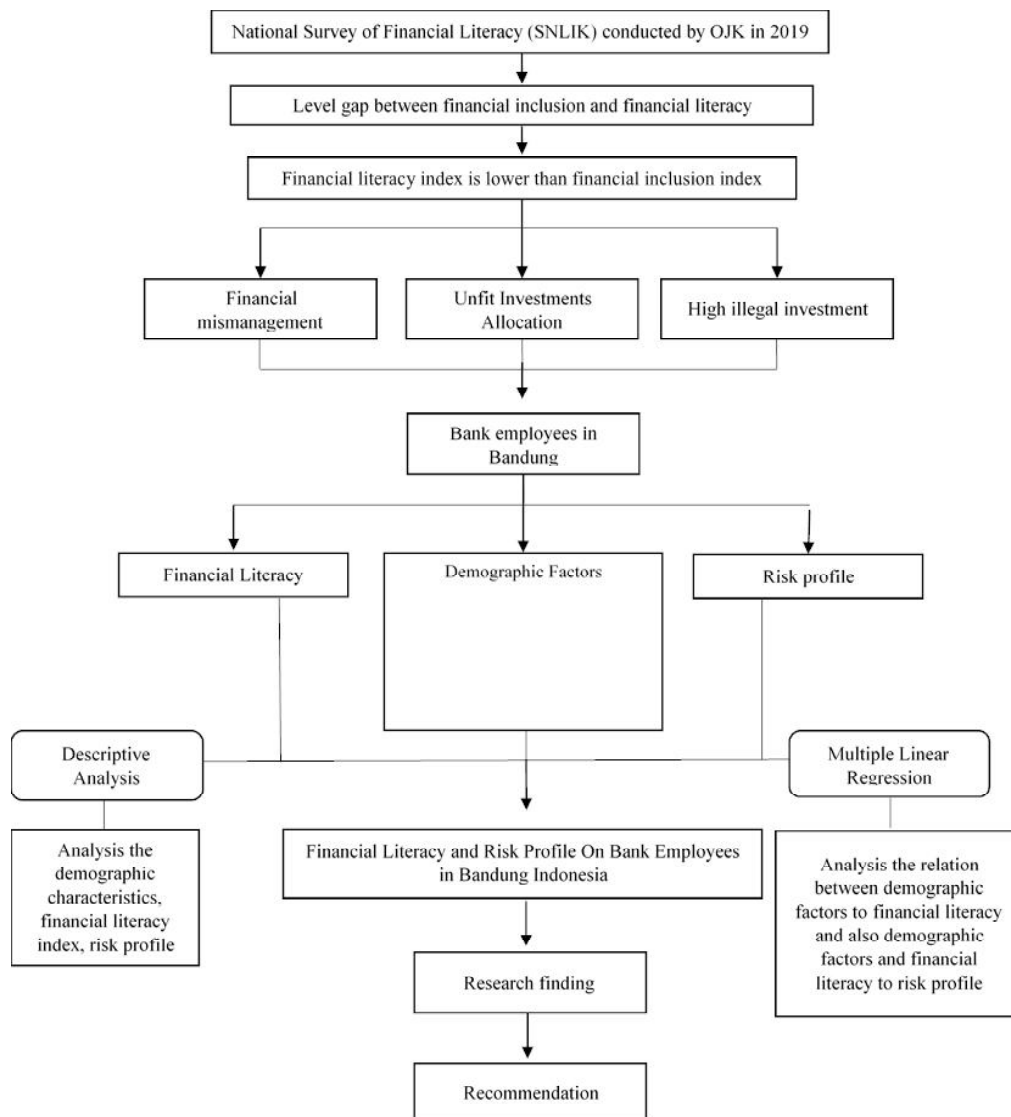 National Survey of Financial Literacy (SNLIK) conducted by OJK in 2019
Level gap between financial inclusion and financial literacy
Financial literacy index is lower than financial inclusion index
Financial
mismanagement
Unfit Investments
Allocation
High illegal investment
Bank employees in
Bandung
Financial Literacy
Demographic Factors
Risk profile
Descriptive
Analysis
Multiple Linear
Regression
Analysis the
demographic
characteristics,
financial literacy
index, risk profile
Financial Literacy and Risk Profile On Bank Employees
in Bandung Indonesia
Analysis the relation
between demographic
factors to financial literacy
and also demographic
factors and financial
literacy to risk profile
Research finding
Recommendation